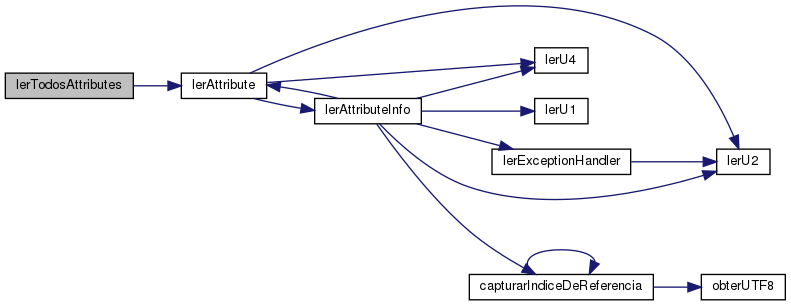 lerTodosAttributes
lerAttribute
lerAttributeInfo
lerU4
lerU1
lerExceptionHandler
lerU2
capturarIndiceDeReferencia
obterUTF8